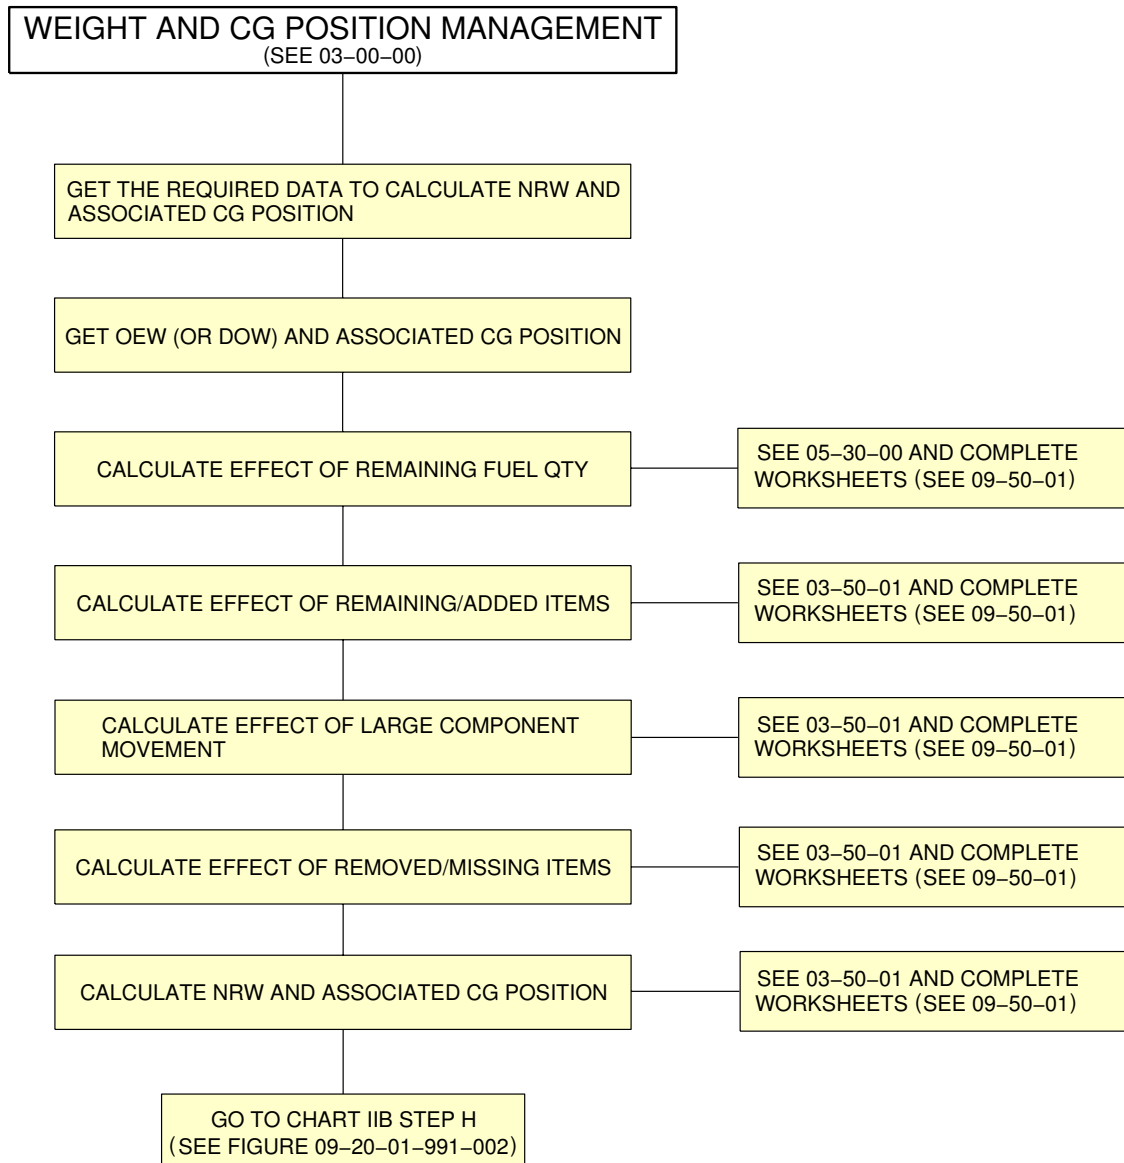 WEIGHT AND CG POSITION MANAGEMENT
(SEE 03−00−00)
GET THE REQUIRED DATA TO CALCULATE NRW AND
ASSOCIATED CG POSITION
GET OEW (OR DOW) AND ASSOCIATED CG POSITION
CALCULATE EFFECT OF REMAINING FUEL QTY
SEE 05−30−00 AND COMPLETE
WORKSHEETS (SEE 09−50−01)
CALCULATE EFFECT OF REMAINING/ADDED ITEMS
SEE 03−50−01 AND COMPLETE
WORKSHEETS (SEE 09−50−01)
CALCULATE EFFECT OF LARGE COMPONENT
MOVEMENT
SEE 03−50−01 AND COMPLETE
WORKSHEETS (SEE 09−50−01)
CALCULATE EFFECT OF REMOVED/MISSING ITEMS
SEE 03−50−01 AND COMPLETE
WORKSHEETS (SEE 09−50−01)
CALCULATE NRW AND ASSOCIATED CG POSITION
SEE 03−50−01 AND COMPLETE
WORKSHEETS (SEE 09−50−01)
GO TO CHART IIB STEP H
(SEE FIGURE 09−20−01−991−002)